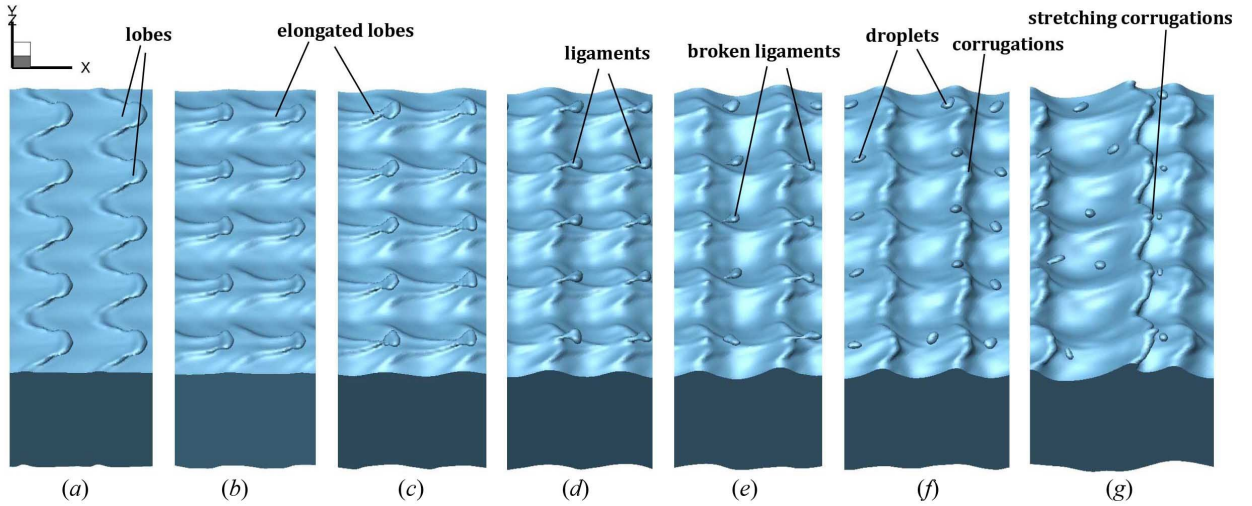 Y
Z
X
lobes
elongated lobes
ligaments
broken ligaments
droplets
corrugations
stretching corrugations
(a)
(b)
(c)
(d)
(e)
(f)
(g)